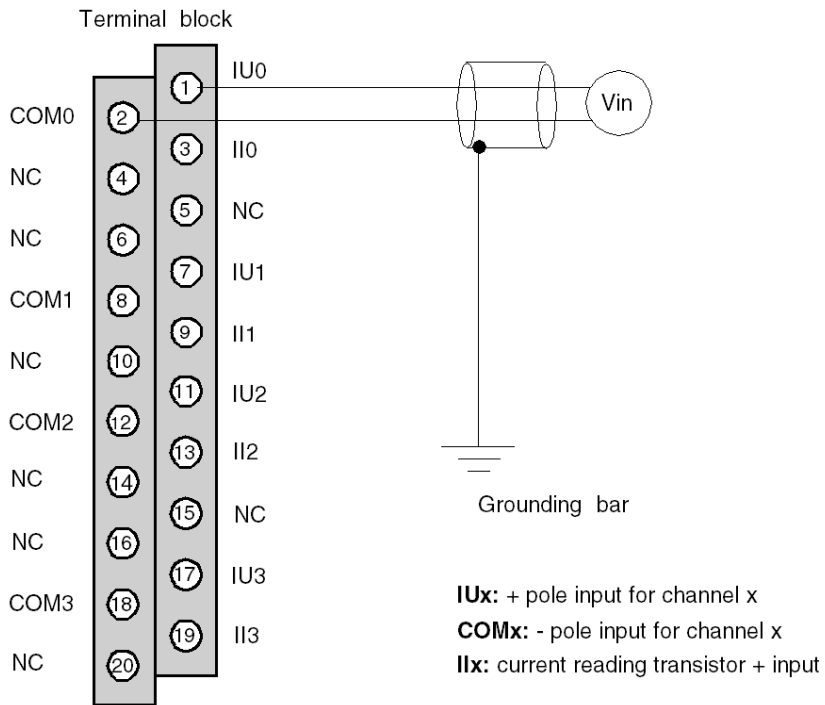 Terminal block
IU0
1
Vin
COM0
2
3
II0
NC
4
5
NC
NC
6
7
IU1
COM1
8
9
II1
NC
10
11
IU2
COM2
12
13
II2
NC
14
15
NC
NC
16
17
IU3
COM3
18
19
II3
NC
20
Grounding bar
IUx: + pole input for channel x
COMx: - pole input for channel x
IIx: current reading transistor + input